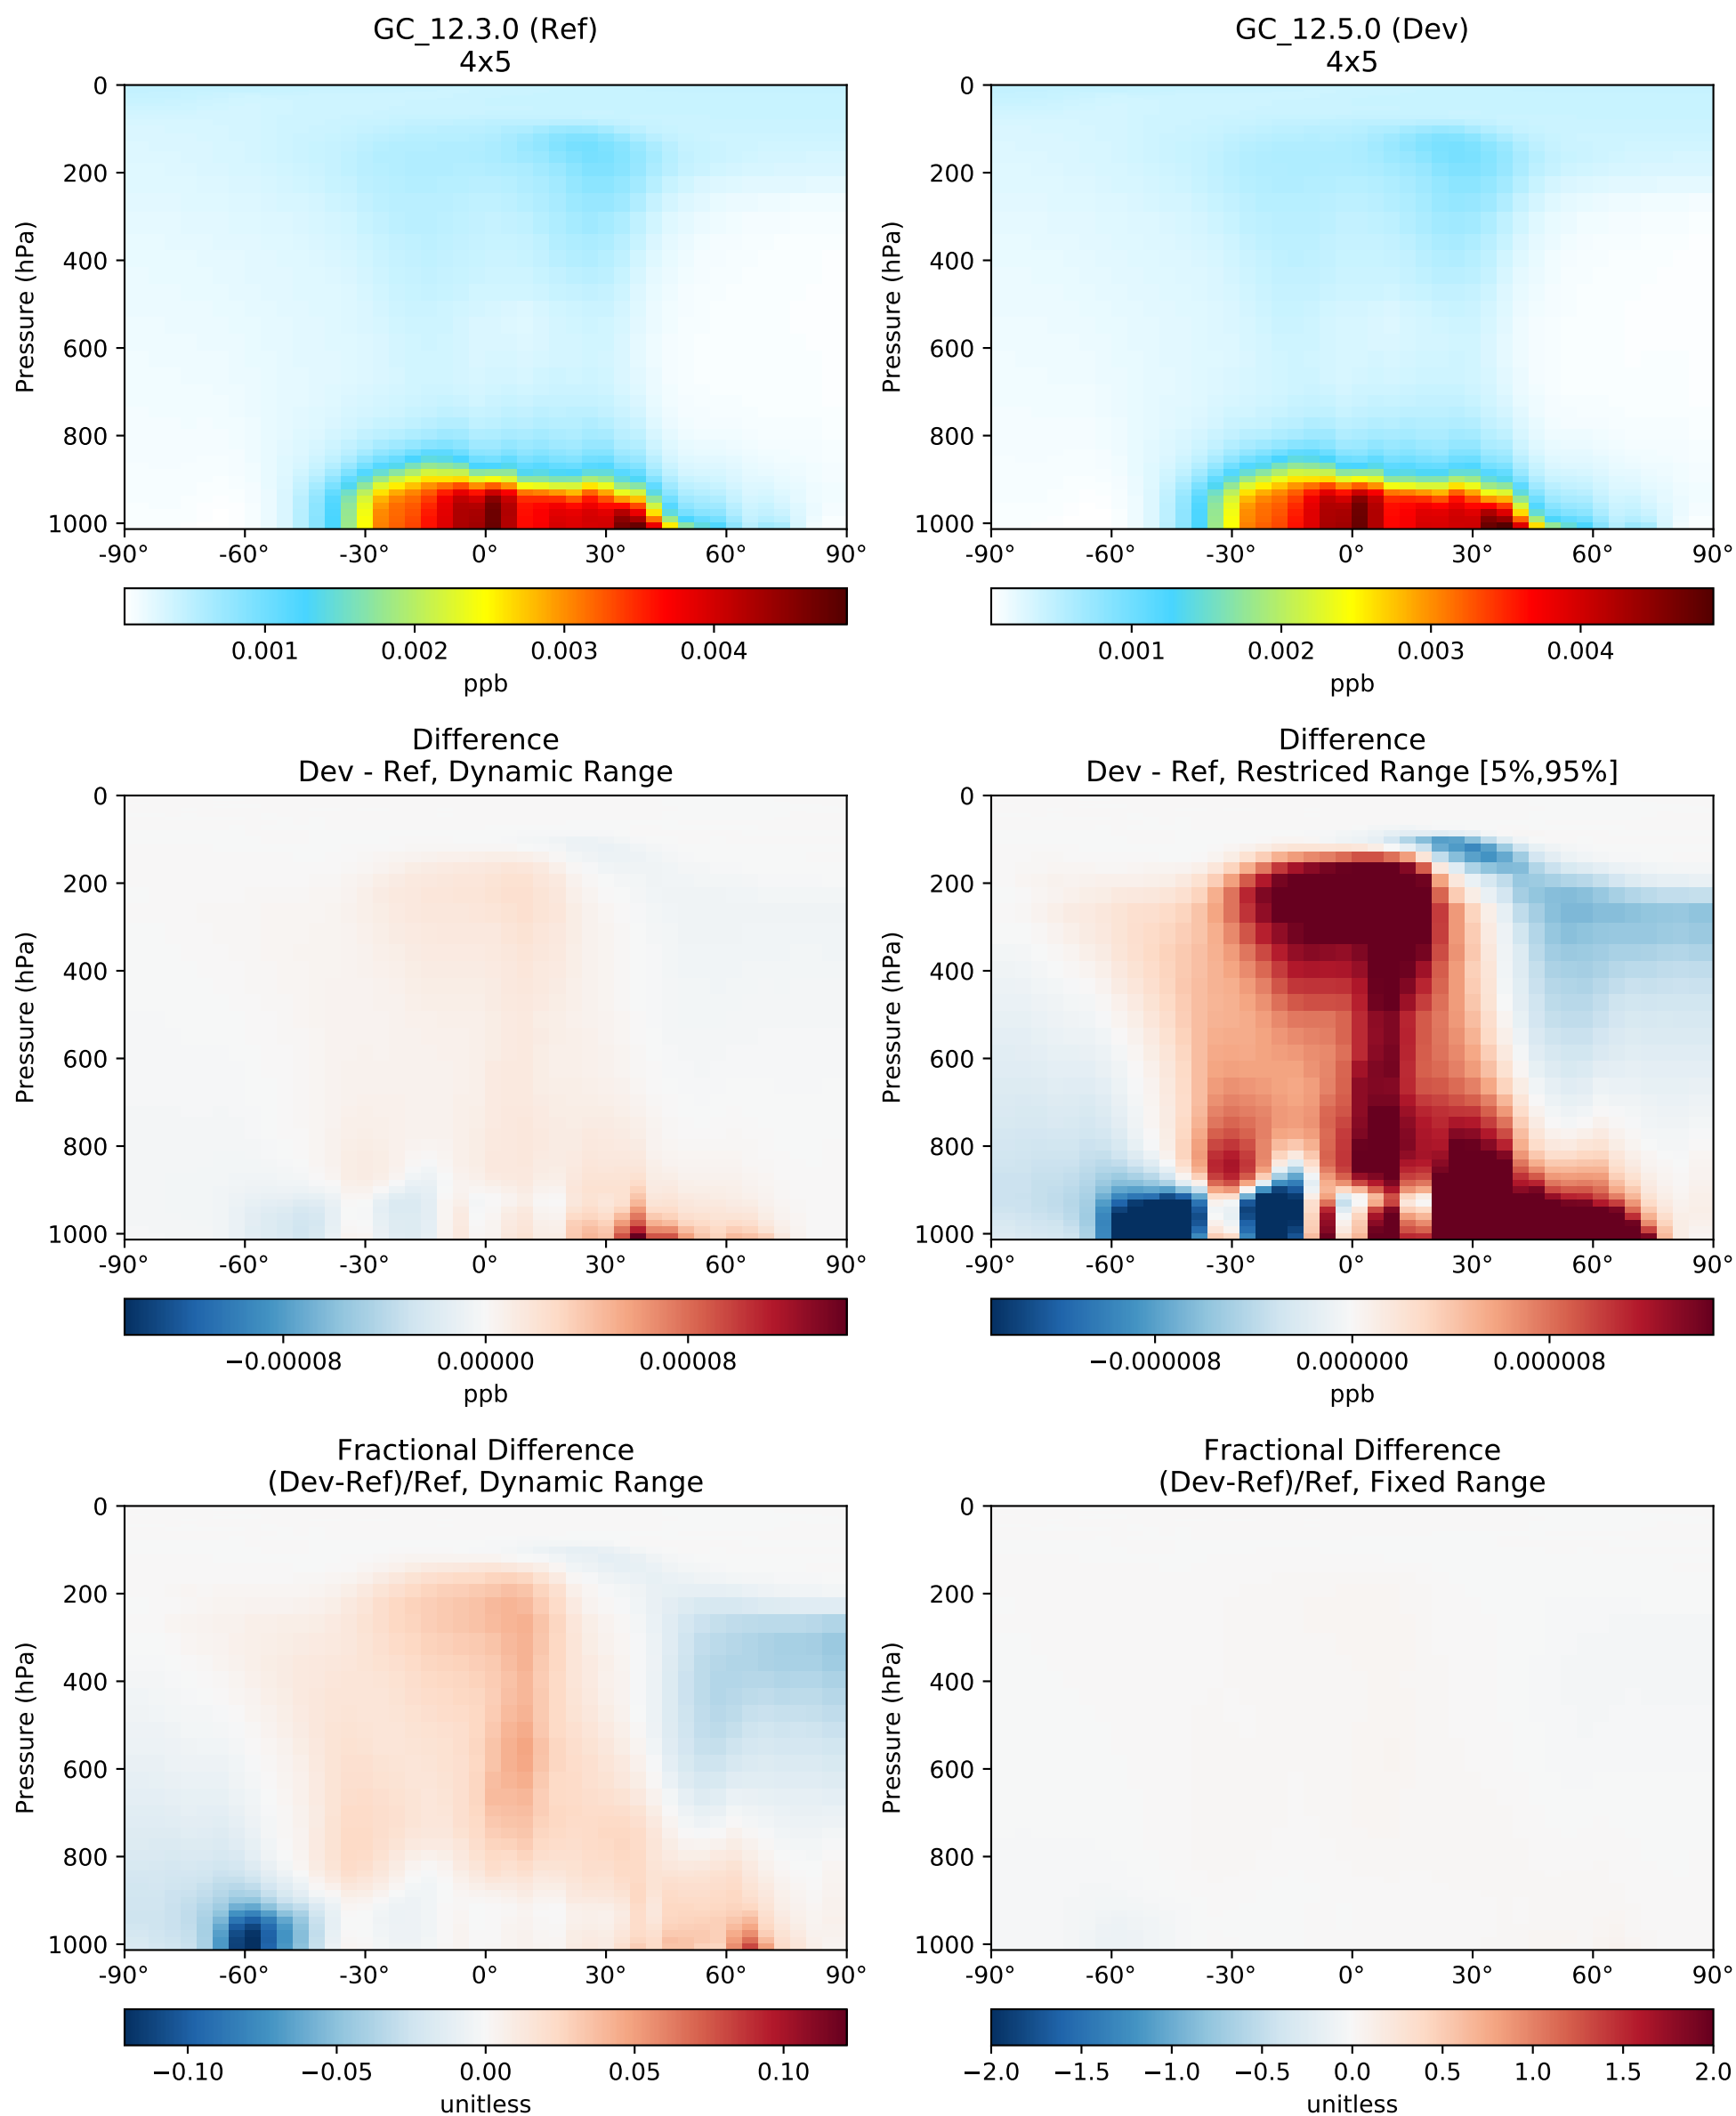 GC_12.3.0 (Ref)
4x5
GC_12.5.0 (Dev)
4x5
Pressure (hPa)
0
200
400
600
800
1000
-90° -60° -30° 0° 30° 60° 90°
0.001 0.002 0.003 0.004
ppb
Pressure (hPa)
0
200
400
600
800
1000
-90° -60° -30° 0° 30° 60° 90°
0.001 0.002 0.003 0.004
ppb
Difference
Dev - Ref, Dynamic Range
Difference
Dev - Ref, Restriced Range [5%,95%]
Pressure (hPa)
0
200
400
600
800
1000
-90° -60° -30° 0° 30° 60° 90°
−0.00008 0.00000 0.00008
ppb
Pressure (hPa)
0
200
400
600
800
1000
-90° -60° -30° 0° 30° 60° 90°
−0.000008 0.000000 0.000008
ppb
Fractional Difference
(Dev-Ref)/Ref, Dynamic Range
Fractional Difference
(Dev-Ref)/Ref, Fixed Range
Pressure (hPa)
0
200
400
600
800
1000
-90° -60° -30° 0° 30° 60° 90°
−0.10 −0.05 0.00 0.05 0.10
unitless
Pressure (hPa)
0
200
400
600
800
1000
-90° -60° -30° 0° 30° 60° 90°
−2.0 −1.5 −1.0 −0.5 0.0 0.5 1.0 1.5 2.0
unitless